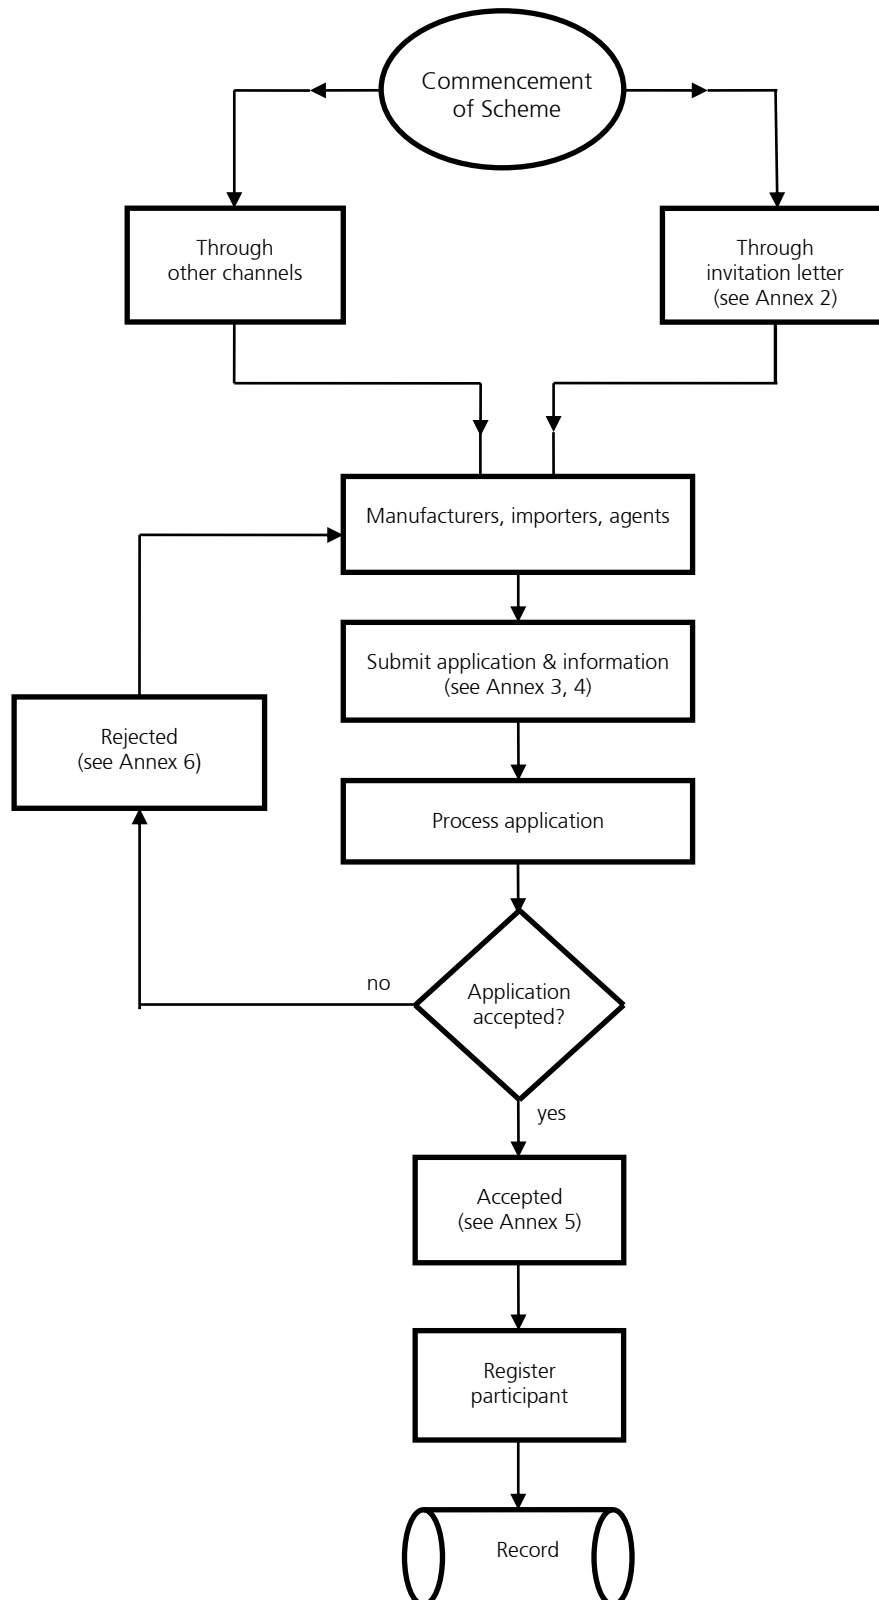 Commencement
of Scheme
Through
other channels
Through
invitation letter
(see Annex 2)
Manufacturers, importers, agents
Submit application & information
(see Annex 3, 4)
Rejected
(see Annex 6)
Process application
no
Application
accepted?
yes
Accepted
(see Annex 5)
Register
participant
Record